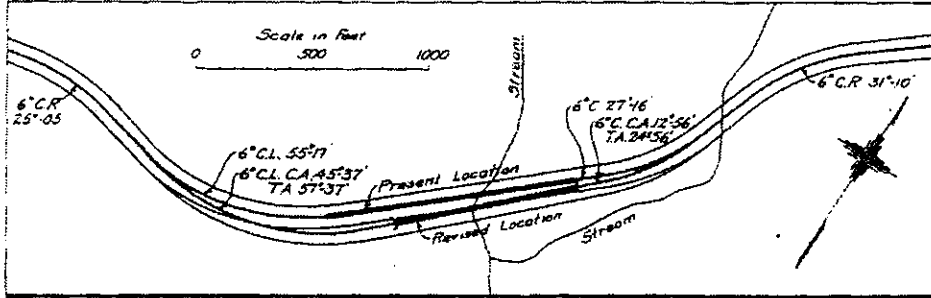 Scale in Feet
0 500 1000
Stream
6° C.R.
25°-05
6° C.L. 55°-17'
6° C.L. C.A. 45°-37'
T.A. 57°-37'
Present Location
Revised Location
6° C 27°-16'
6° C. C.A. 12°-56'
T.A. 24°56'
6° C.R. 31°-10'
Stream